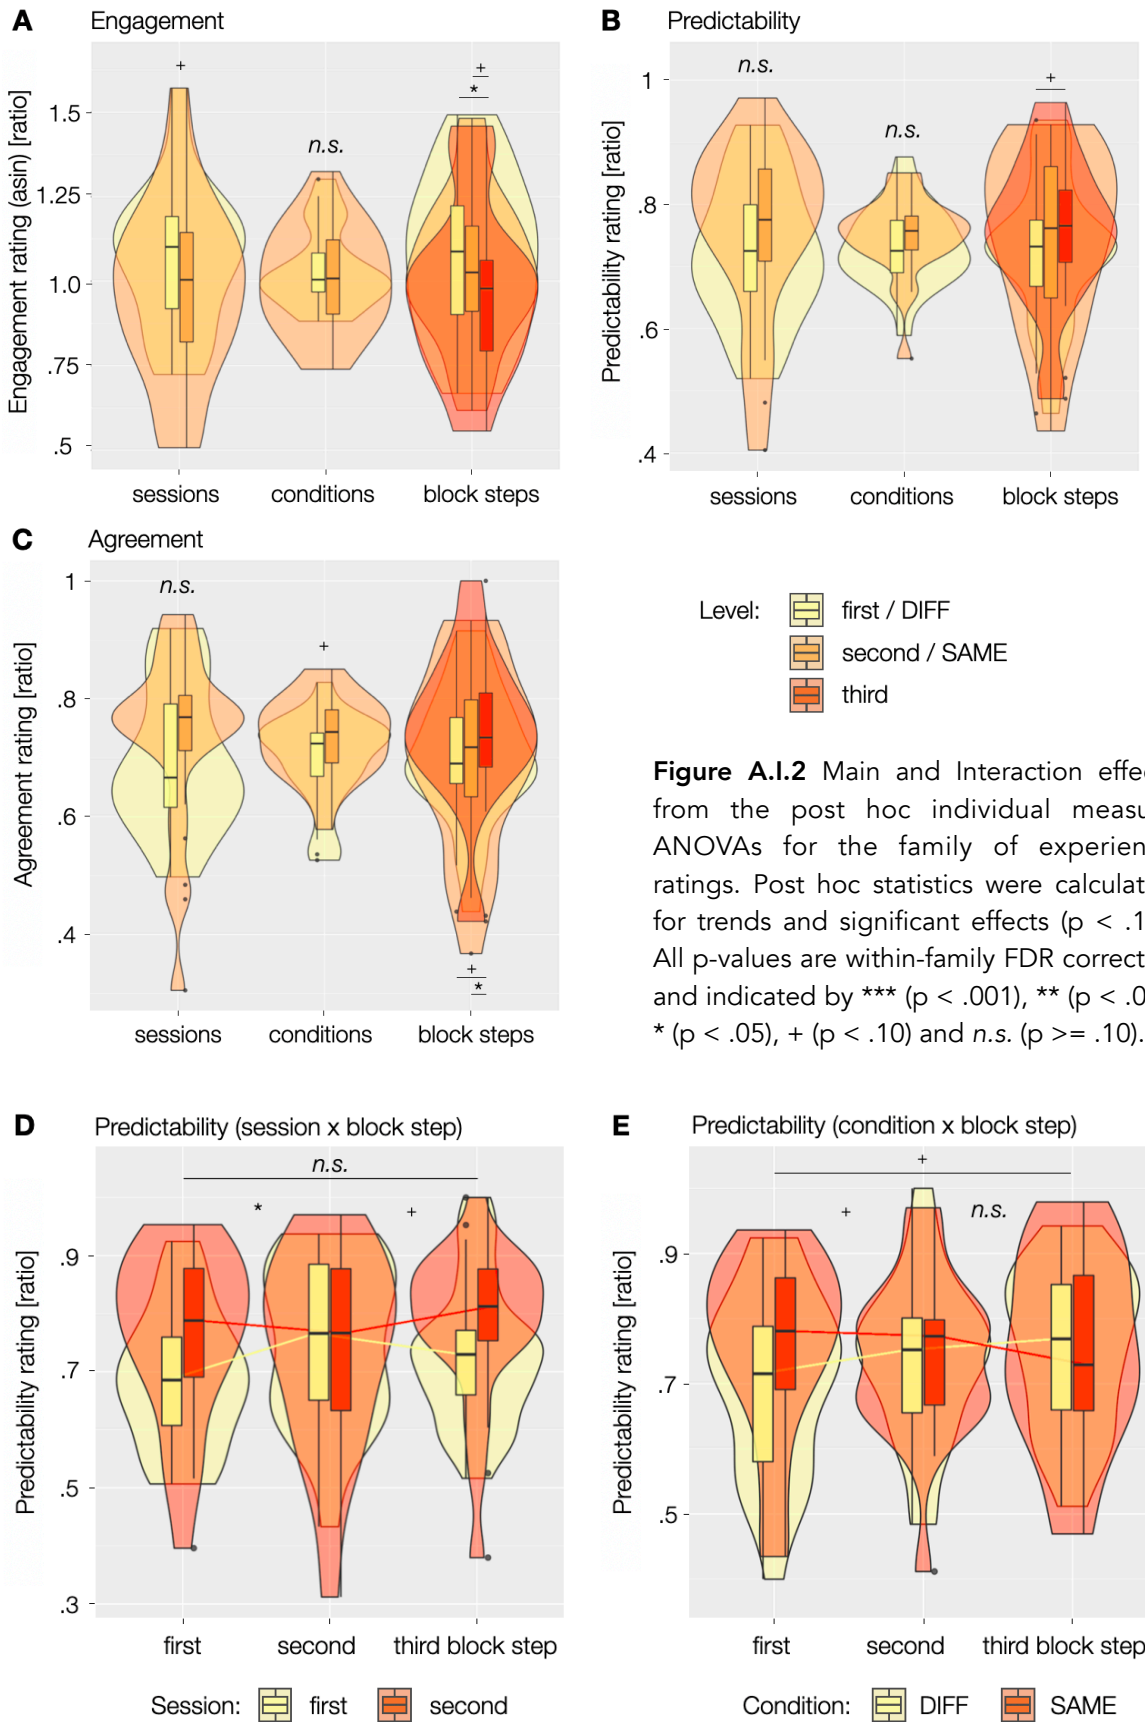 A Engagement
+
+
*
n.s.
Engagement rating (asin) [ratio]
1.5
1.25
1.0
.75
.5
sessions conditions block steps
B Predictability
n.s.
n.s.
+
Predictability rating [ratio]
1
.8
.6
.4
sessions conditions block steps
C Agreement
n.s.
+
Agreement rating [ratio]
1
.8
.6
.4
+
*
sessions conditions block steps
Level: first / DIFF
second / SAME
third
Figure A.I.2 Main and Interaction effe
from the post hoc individual measu
ANOVAs for the family of experien
ratings. Post hoc statistics were calculat
for trends and significant effects (p < .1
All p-values are within-family FDR correct
and indicated by *** (p < .001), ** (p < .0
* (p < .05), + (p < .10) and n.s. (p >= .10).
D Predictability (session x block step)
n.s.
* +
Predictability rating [ratio]
.9
.7
.5
.3
first second third block step
Session: first second
E Predictability (condition x block step)
+
+ n.s.
Predictability rating [ratio]
.9
.7
.5
first second third block step
Condition: DIFF SAME